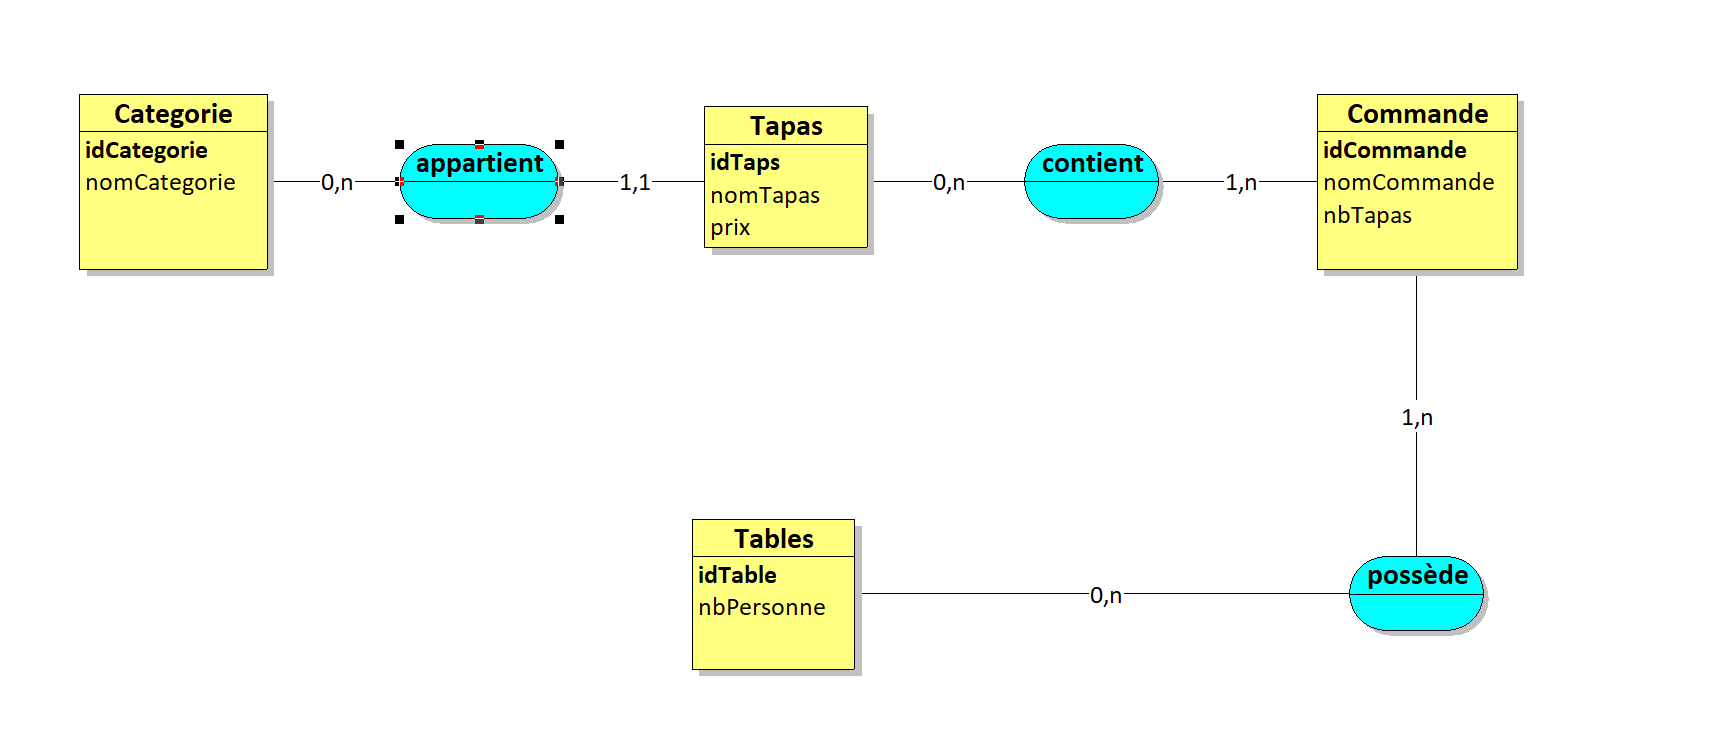 Categorie
idCategorie
nomCategorie
0,n
appartient
1,1
Tapas
idTaps
nomTapas
prix
0,n
contient
1,n
Commande
idCommande
nomCommande
nbTapas
1,n
Tables
idTable
nbPersonne
0,n
possède